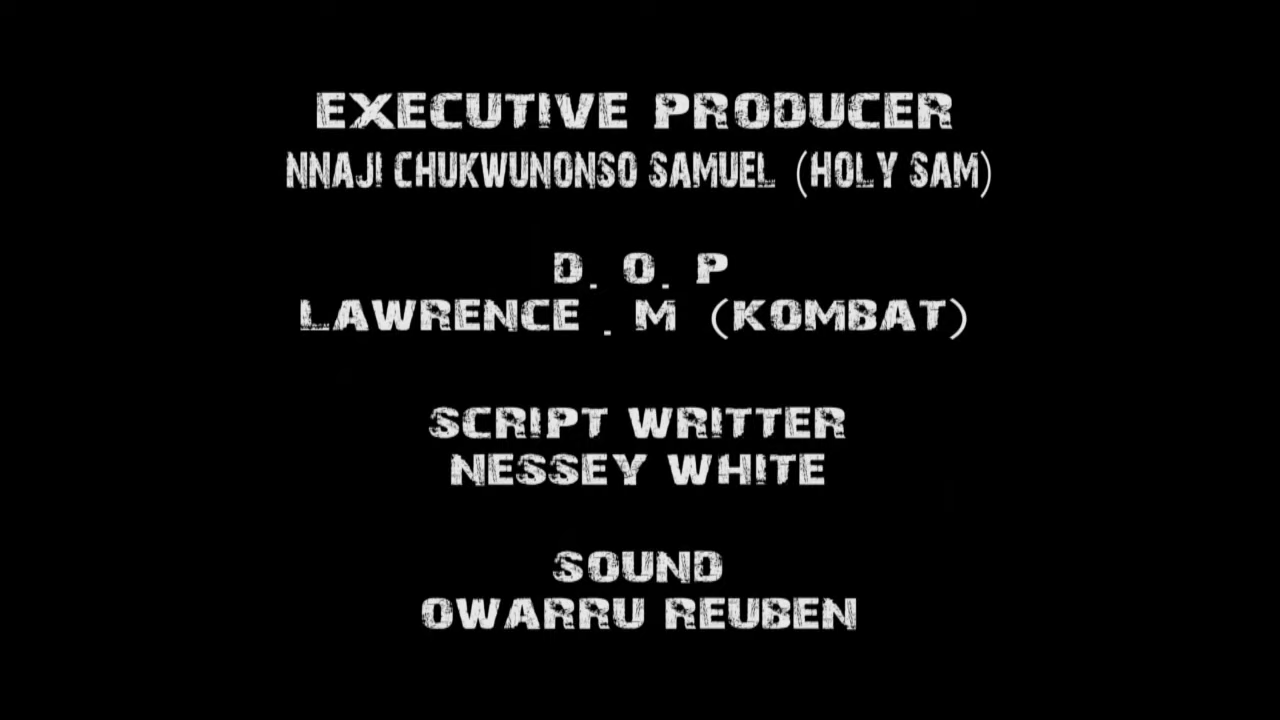 EXECUTIVE PRODUCER
NNAJI CHUKWUNONSO SAMUEL (HOLY SAM)
D. O. P
LAWRENCE . M (KOMBAT)
SCRIPT WRITTER
NESSEY WHITE
SOUND
OWARRU REUBEN